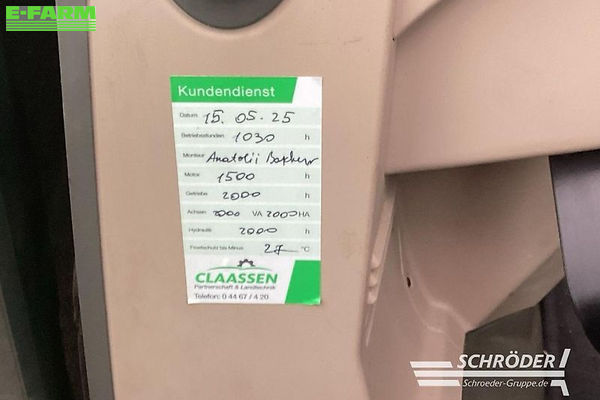 E-FARM
Kundendienst
Datum: 15.05.25
Betriebsstunden: 1030 h
Monteur: Anatolii
Motor: 1500 h
Getriebe: 2000 h
Achsen: 2000 VA 2000 HA
Hydraulik: 2000 h
Frostschutz bis Minus: 27 °C
CLAASSEN
Partnerschaft & Landtechnik
Telefon: 0 44 67 / 4 20
SCHRÖDER
Schroeder-Gruppe.de